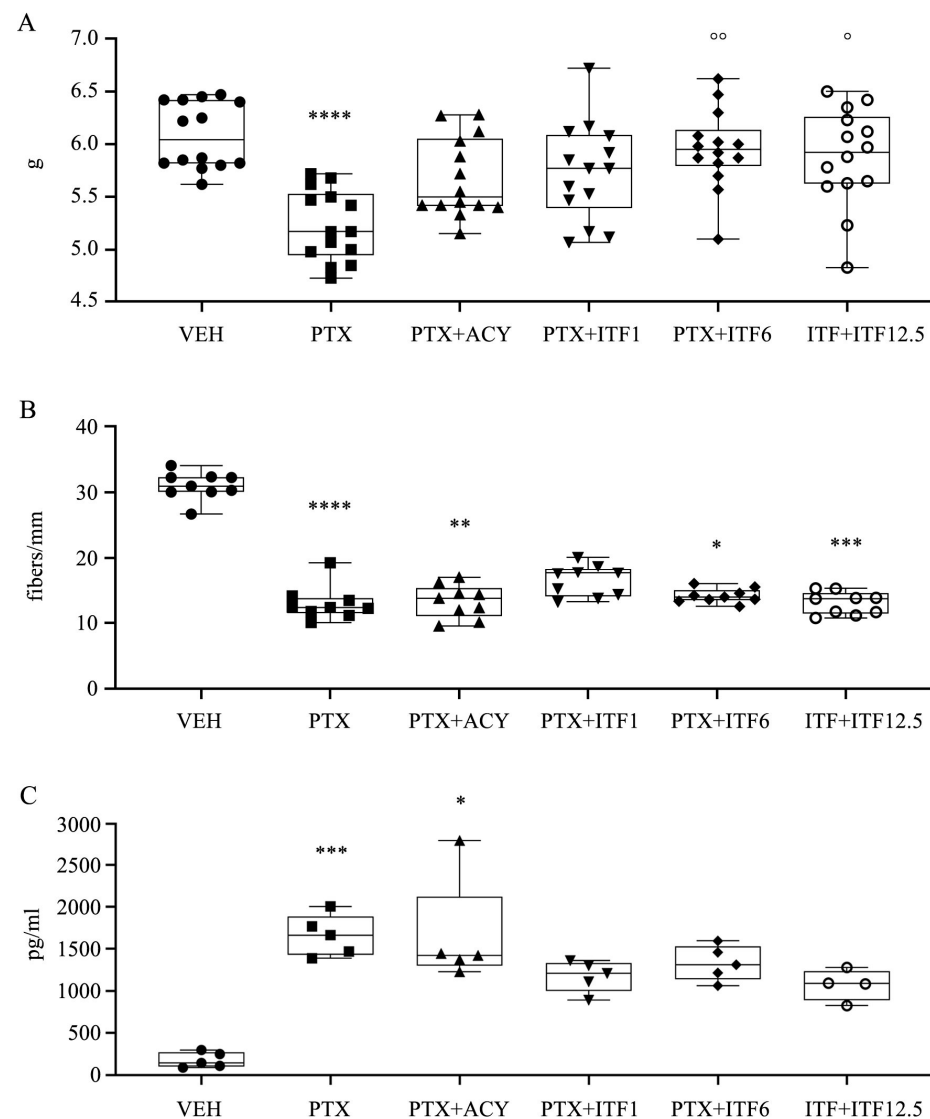 A
7.0
°° °
6.5
****
6.0
g
5.5
5.0
4.5
VEH PTX PTX+ACY PTX+ITF1 PTX+ITF6 ITF+ITF12.5
B
40
30
****
**
* ***
fibers/mm
20
10
0
VEH PTX PTX+ACY PTX+ITF1 PTX+ITF6 ITF+ITF12.5
C
*
3000
***
2500
2000
pg/ml
1500
1000
500
0
VEH PTX PTX+ACY PTX+ITF1 PTX+ITF6 ITF+ITF12.5